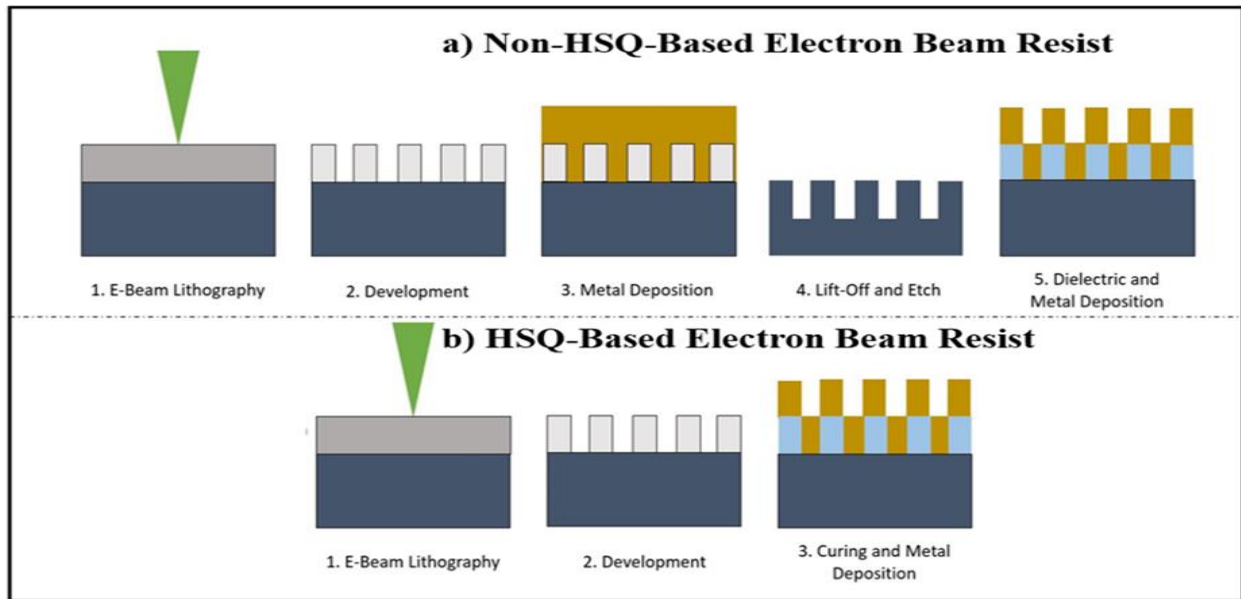 a) Non-HSQ-Based Electron Beam Resist
1. E-Beam Lithography
2. Development
3. Metal Deposition
4. Lift-Off and Etch
5. Dielectric and
Metal Deposition
b) HSQ-Based Electron Beam Resist
1. E-Beam Lithography
2. Development
3. Curing and Metal
Deposition